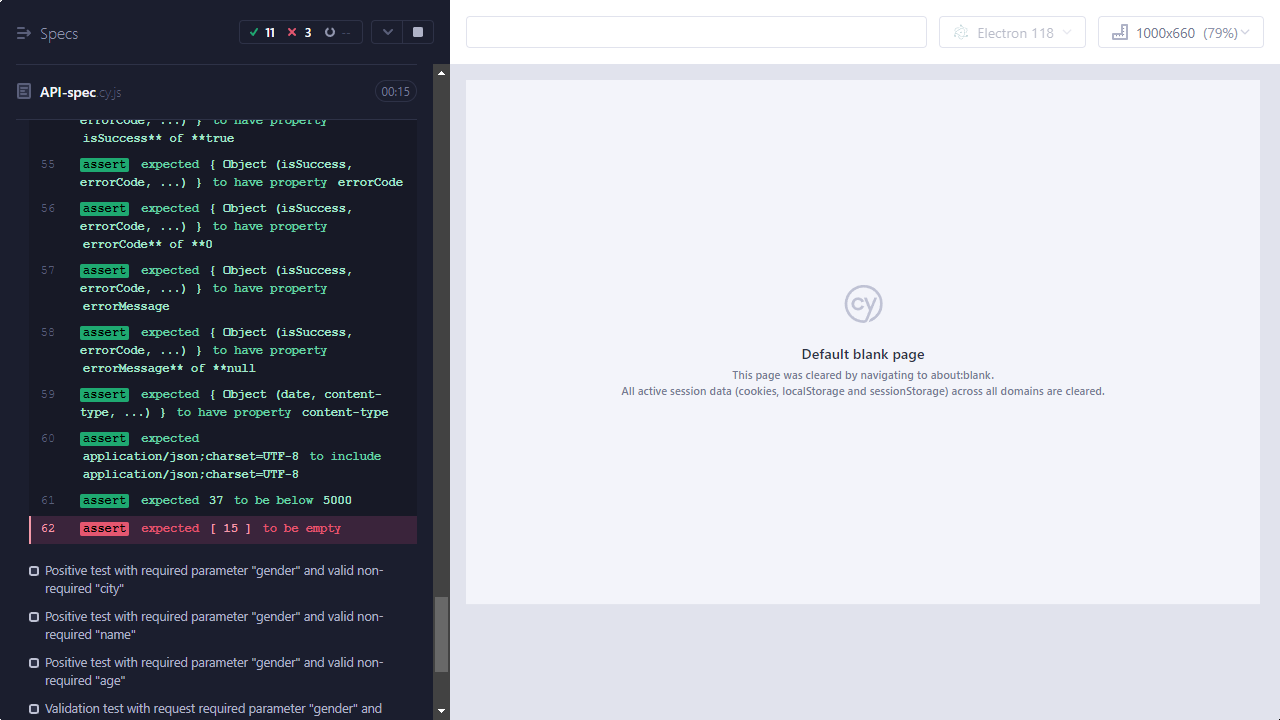 Specs
11
3
--
API-spec.cy.js
00:15
errorCode, ...) } to have property
isSuccess** of **true
55 assert expected { Object (isSuccess,
errorCode, ...) } to have property errorCode
56 assert expected { Object (isSuccess,
errorCode, ...) } to have property
errorCode** of **0
57 assert expected { Object (isSuccess,
errorCode, ...) } to have property
errorMessage
58 assert expected { Object (isSuccess,
errorCode, ...) } to have property
errorMessage** of **null
59 assert expected { Object (date, content-
type, ...) } to have property content-type
60 assert expected
application/json;charset=UTF-8 to include
application/json;charset=UTF-8
61 assert expected 37 to be below 5000
62 assert expected [ 15 ] to be empty
Positive test with required parameter "gender" and valid non-
required "city"
Positive test with required parameter "gender" and valid non-
required "name"
Positive test with required parameter "gender" and valid non-
required "age"
Validation test with request required parameter "gender" and
Electron 118
1000x660 (79%)
cy
Default blank page
This page was cleared by navigating to about:blank.
All active session data (cookies, localStorage and sessionStorage) across all domains are cleared.